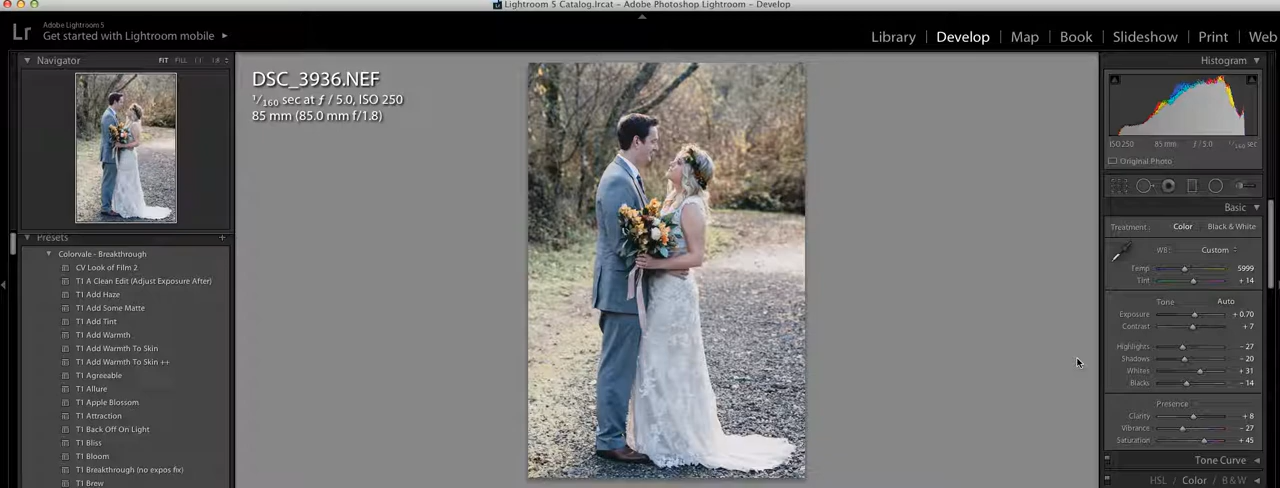 Lightroom 5 Catalog.lrcat - Adobe Photoshop Lightroom - Develop
Lr
Adobe Lightroom 5
Get started with Lightroom mobile
Library | Develop | Map | Book | Slideshow | Print | Web
Navigator
FIT FILL 1:1
DSC_3936.NEF
1/160 sec at ƒ / 5.0, ISO 250
85 mm (85.0 mm f/1.8)
Histogram
ISO 250 85 mm ƒ / 5.0 1/160 sec
Original Photo
Basic
Treatment: Color Black & White
WB: Custom
Temp 5999
Tint + 14
Tone Auto
Exposure + 0.70
Contrast + 7
Highlights - 27
Shadows - 20
Whites + 31
Blacks - 14
Presence
Clarity + 8
Vibrance - 27
Saturation + 45
Tone Curve
HSL / Color / B & W
Presets +
Colorvale - Breakthrough
CV Look of Film 2
T1 A Clean Edit (Adjust Exposure After)
T1 Add Haze
T1 Add Some Matte
T1 Add Tint
T1 Add Warmth
T1 Add Warmth To Skin
T1 Add Warmth To Skin ++
T1 Agreeable
T1 Allure
T1 Apple Blossom
T1 Attraction
T1 Back Off On Light
T1 Bliss
T1 Bloom
T1 Breakthrough (no expos fix)
T1 Brew